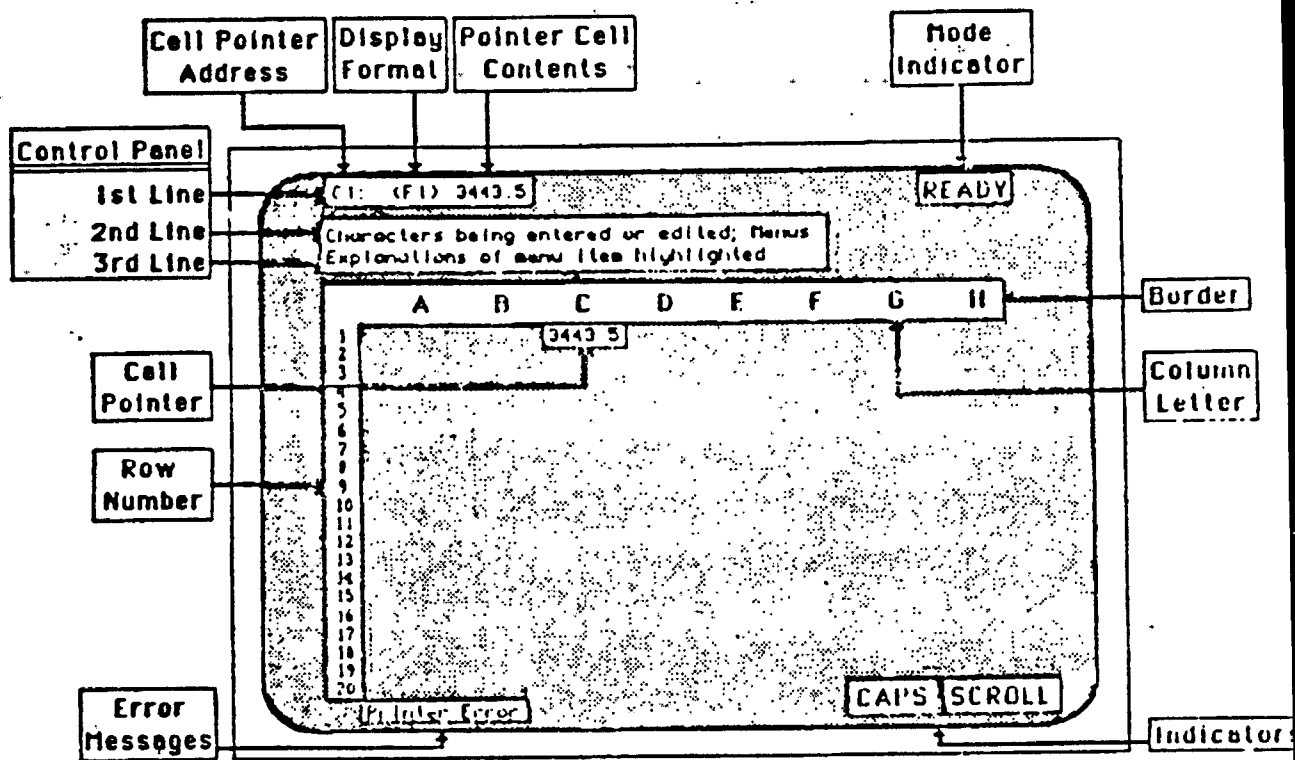 Cell Pointer
Address
Display
Format
Pointer Cell
Contents
Mode
Indicator
Control Panel
1st Line
2nd Line
3rd Line
C1: (F1) 3443.5
READY
Characters being entered or edited; Menus
Explanations of menu item highlighted
A B C D E F G H
Border
3443.5
Cell
Pointer
Column
Letter
Row
Number
1
2
3
4
5
6
7
8
9
10
11
12
13
14
15
16
17
18
19
20
Printer Error
CAPS SCROLL
Error
Messages
Indicators